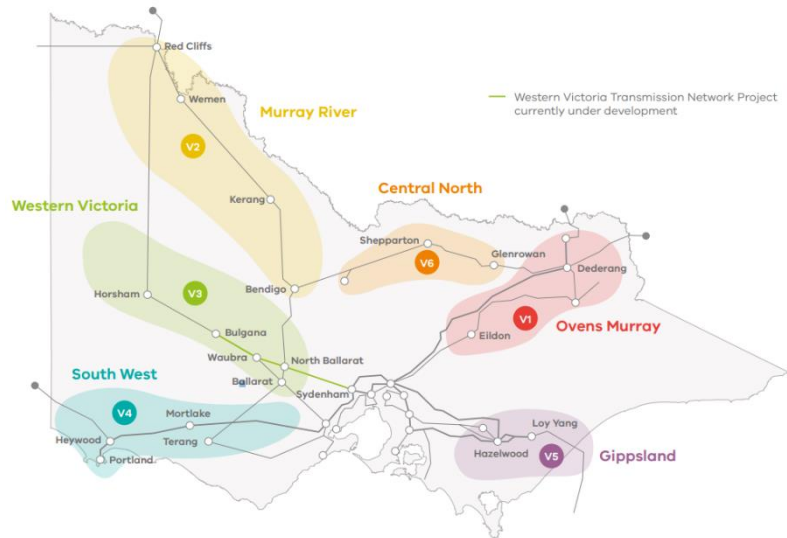 Red Cliffs
Wemen
Murray River
Western Victoria Transmission Network Project
currently under development
V2
Central North
Western Victoria
Kerang
Shepparton
Glenrowan
Dederang
V6
Bendigo
Horsham
V3
V1
Ovens Murray
Bulgana
Eildon
Waubra
North Ballarat
South West
Ballarat
Sydenham
V4
Mortlake
Loy Yang
Heywood
Terang
Hazelwood
V5
Gippsland
Portland